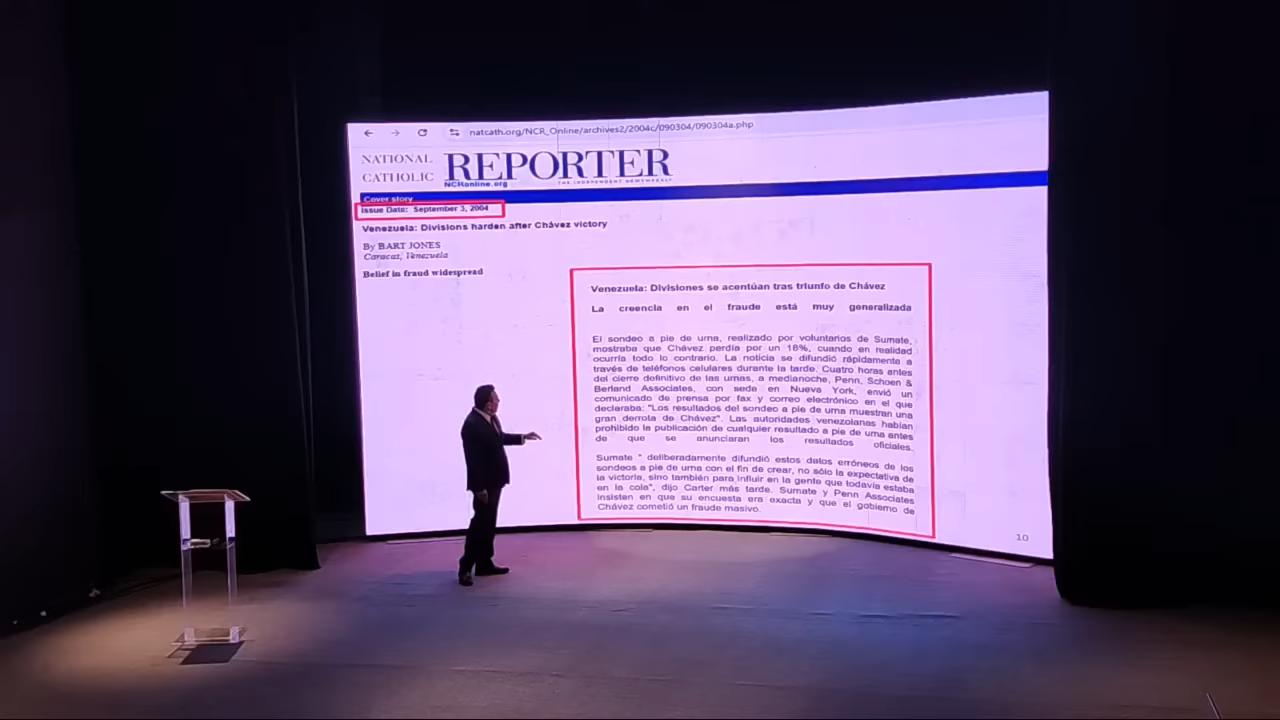 natcath.org/NCR_Online/archives2/2004c/090304/090304a.php
NATIONAL
CATHOLIC
REPORTER
NCRonline.org
THE INDEPENDENT NEWSWEEKLY
Cover story
Issue Date: September 3, 2004
Venezuela: Divisions harden after Chávez victory
By BART JONES
Caracas, Venezuela
Belief in fraud widespread
Venezuela: Divisiones se acentúan tras triunfo de Chávez
La creencia en el fraude está muy generalizada
El sondeo a pie de urna, realizado por voluntarios de Sumate,
mostraba que Chávez perdía por un 18%, cuando en realidad
ocurría todo lo contrario. La noticia se difundió rápidamente a
través de teléfonos celulares durante la tarde. Cuatro horas antes
del cierre definitivo de las urnas, a medianoche, Penn, Schoen &
Berland Associates, con sede en Nueva York, envió un
comunicado de prensa por fax y correo electrónico en el que
declaraba: "Los resultados del sondeo a pie de urna muestran una
gran derrota de Chávez". Las autoridades venezolanas habían
prohibido la publicación de cualquier resultado a pie de urna antes
de que se anunciaran los resultados oficiales.
Sumate " deliberadamente difundió estos datos erróneos de los
sondeos a pie de urna con el fin de crear, no sólo la expectativa de
la victoria, sino también para influir en la gente que todavía estaba
en la cola", dijo Carter más tarde. Sumate y Penn Associates
insisten en que su encuesta era exacta y que el gobierno de
Chávez cometió un fraude masivo.
10